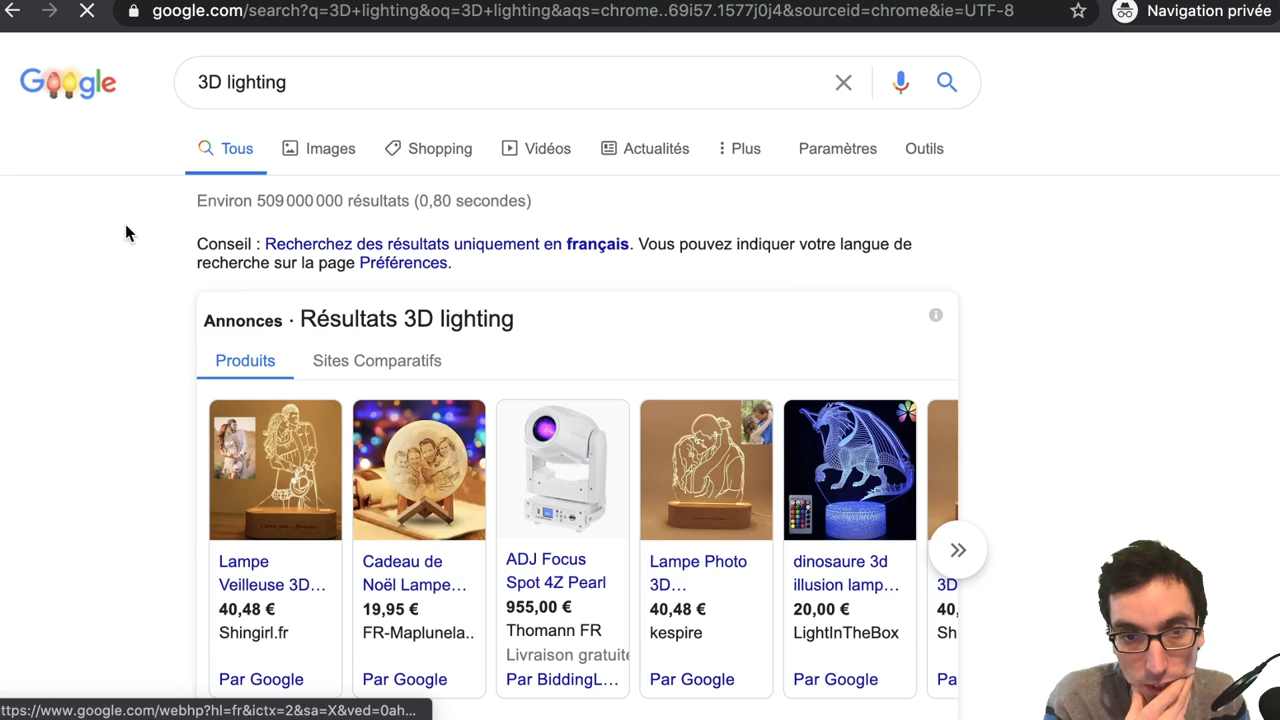 google.com/search?q=3D+lighting&oq=3D+lighting&aqs=chrome..69i57.1577j0j4&sourceid=chrome&ie=UTF-8
Navigation privée
Google
3D lighting
Tous
Images
Shopping
Vidéos
Actualités
Plus
Paramètres
Outils
Environ 509 000 000 résultats (0,80 secondes)
Conseil : Recherchez des résultats uniquement en français. Vous pouvez indiquer votre langue de
recherche sur la page Préférences.
Annonces · Résultats 3D lighting
Produits
Sites Comparatifs
Lampe
Veilleuse 3D...
40,48 €
Shingirl.fr
Par Google
Cadeau de
Noël Lampe...
19,95 €
FR-Maplunela..
Par Google
ADJ Focus
Spot 4Z Pearl
955,00 €
Thomann FR
Livraison gratuite
Par BiddingL...
Lampe Photo
3D...
40,48 €
kespire
Par Google
dinosaure 3d
illusion lamp...
20,00 €
LightInTheBox
Par Google
3D
40,
Sh
Pa
ttps://www.google.com/webhp?hl=fr&ictx=2&sa=X&ved=0ah...